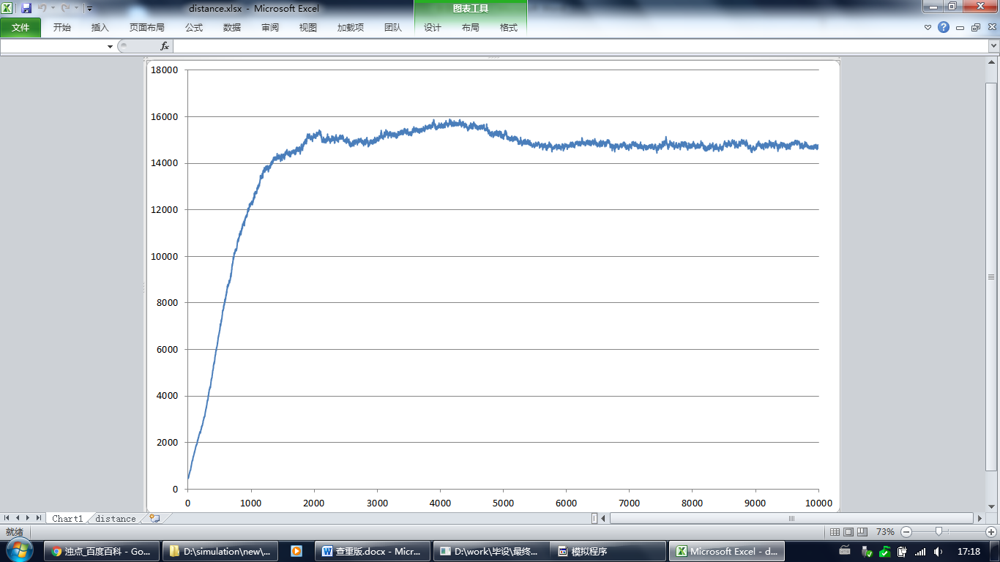 distance.xlsx - Microsoft Excel
图表工具
文件 开始 插入 页面布局 公式 数据 审阅 视图 加载项 团队 设计 布局 格式
fx
18000
16000
14000
12000
10000
8000
6000
4000
2000
0
0 1000 2000 3000 4000 5000 6000 7000 8000 9000 10000
Chart1 distance
就绪 73%
浊点_百度百科 - Go... D:\simulation\new\... 查重版.docx - Micr... D:\work\毕设\最终... 模拟程序 Microsoft Excel - d... 17:18